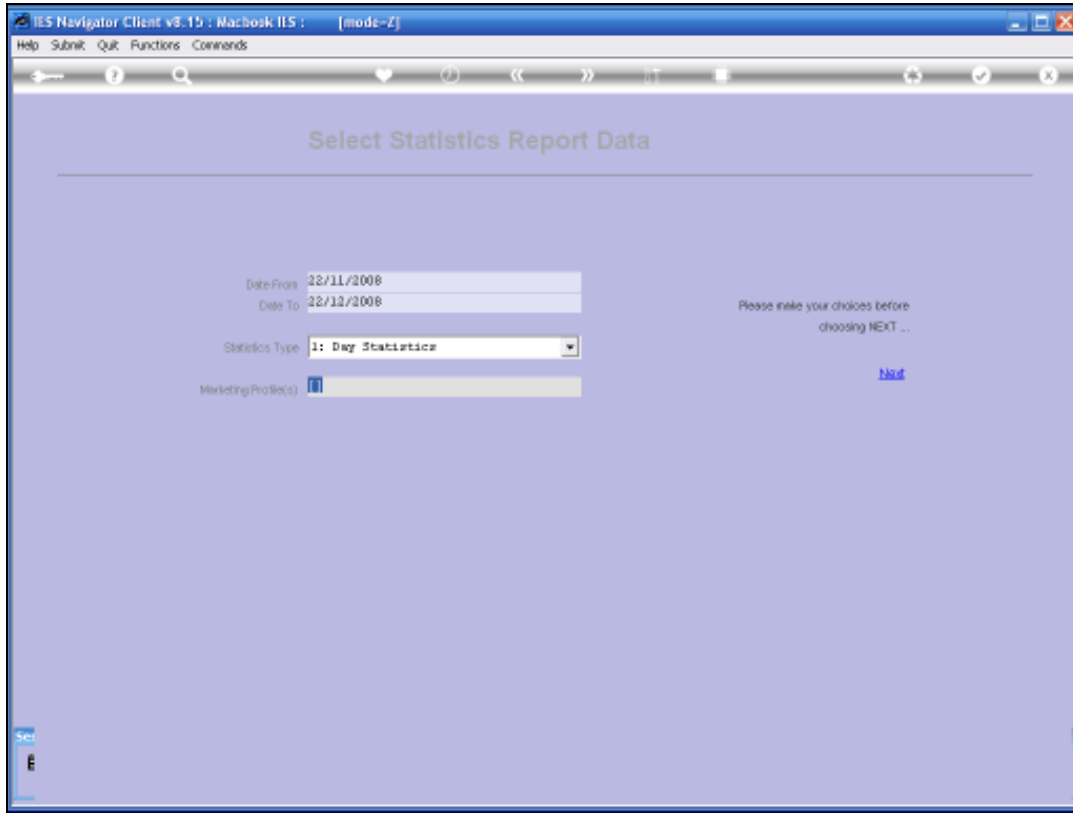 IES Navigator Client v8.15 : Macbook IES : [mode-Z]
Help Submit Quit Functions Commands
Select Statistics Report Data
Date From 22/11/2008
Date To 22/12/2008
Please make your choices before
choosing NEXT ...
Statistics Type 1: Day Statistics
Next
Marketing Profile(s) []